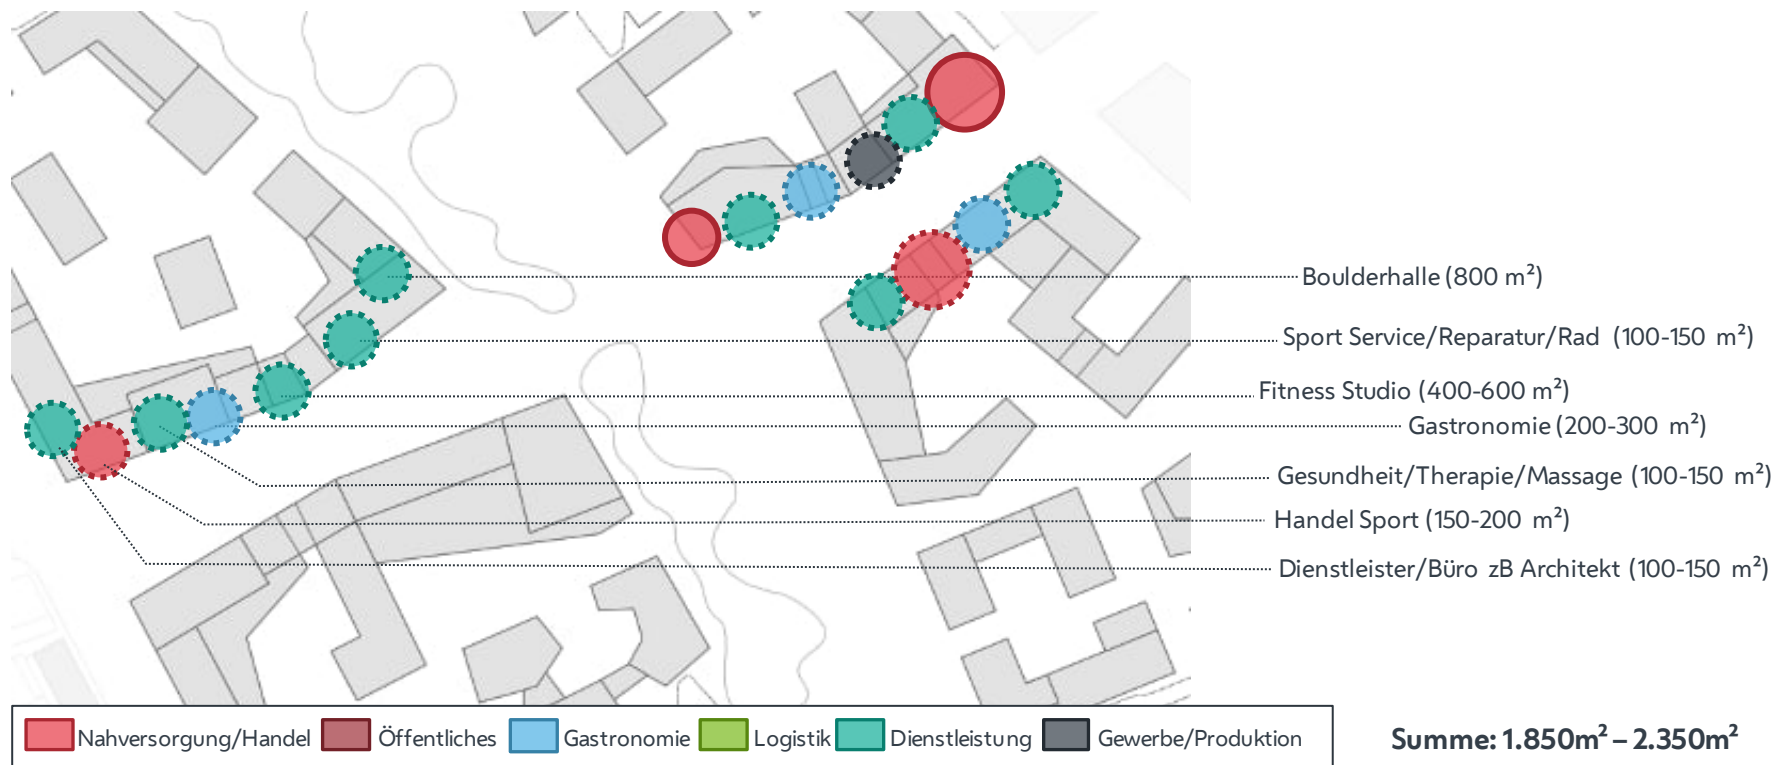 Boulderhalle (800 m²)
Sport Service/Reparatur/Rad (100-150 m²)
Fitness Studio (400-600 m²)
Gastronomie (200-300 m²)
Gesundheit/Therapie/Massage (100-150 m²)
Handel Sport (150-200 m²)
Dienstleister/Büro zB Architekt (100-150 m²)
Nahversorgung/Handel Öffentliches Gastronomie Logistik Dienstleistung Gewerbe/Produktion
Summe: 1.850m² – 2.350m²